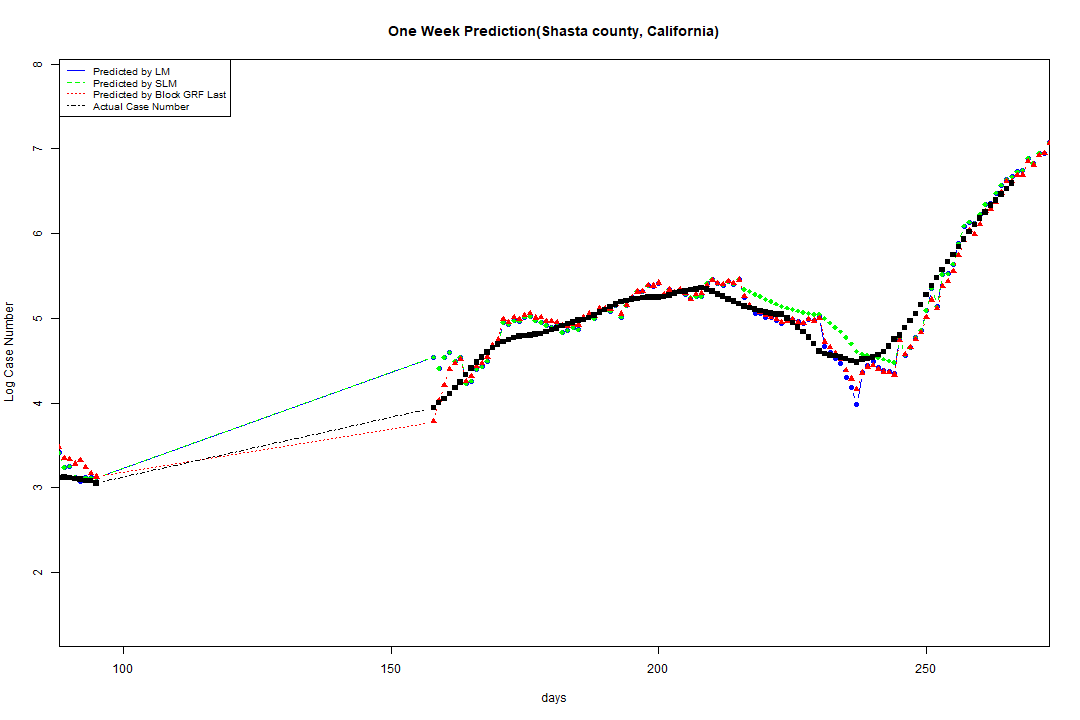 One Week Prediction(Shasta county, California)
Predicted by LM
Predicted by SLM
Predicted by Block GRF Last
Actual Case Number
8
7
6
5
4
3
2
Log Case Number
100
150
200
250
days